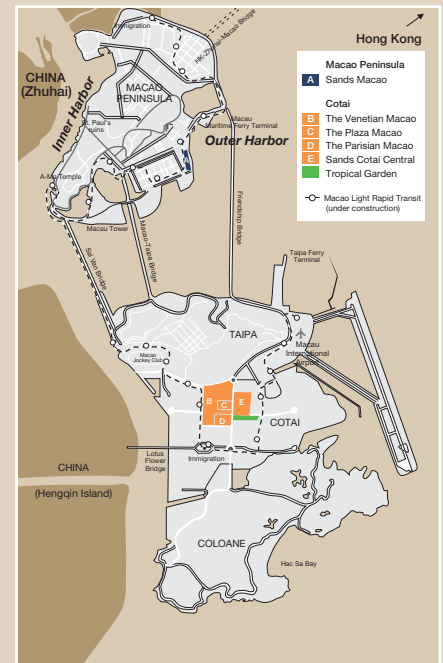 Immigration
HK-Zhuhai-Macao Bridge
Hong Kong
CHINA
(Zhuhai)
Inner Harbor
MACAO
PENINSULA
St. Paul's
ruins
Macau
Maritime Ferry Terminal
Outer Harbor
A
A-Ma Temple
Macau Tower
Sai Van Bridge
Macao-Taipa Bridge
Friendship Bridge
Macao Peninsula
A Sands Macao
Cotai
B The Venetian Macao
C The Plaza Macao
D The Parisian Macao
E Sands Cotai Central
Tropical Garden
Macao Light Rapid Transit
(under construction)
Taipa Ferry
Terminal
TAIPA
Macau
International
Airport
Macao
Jockey Club
B
C
D
E
COTAI
Lotus
Flower
Bridge
Immigration
CHINA
(Hengqin Island)
COLOANE
Hac Sa Bay